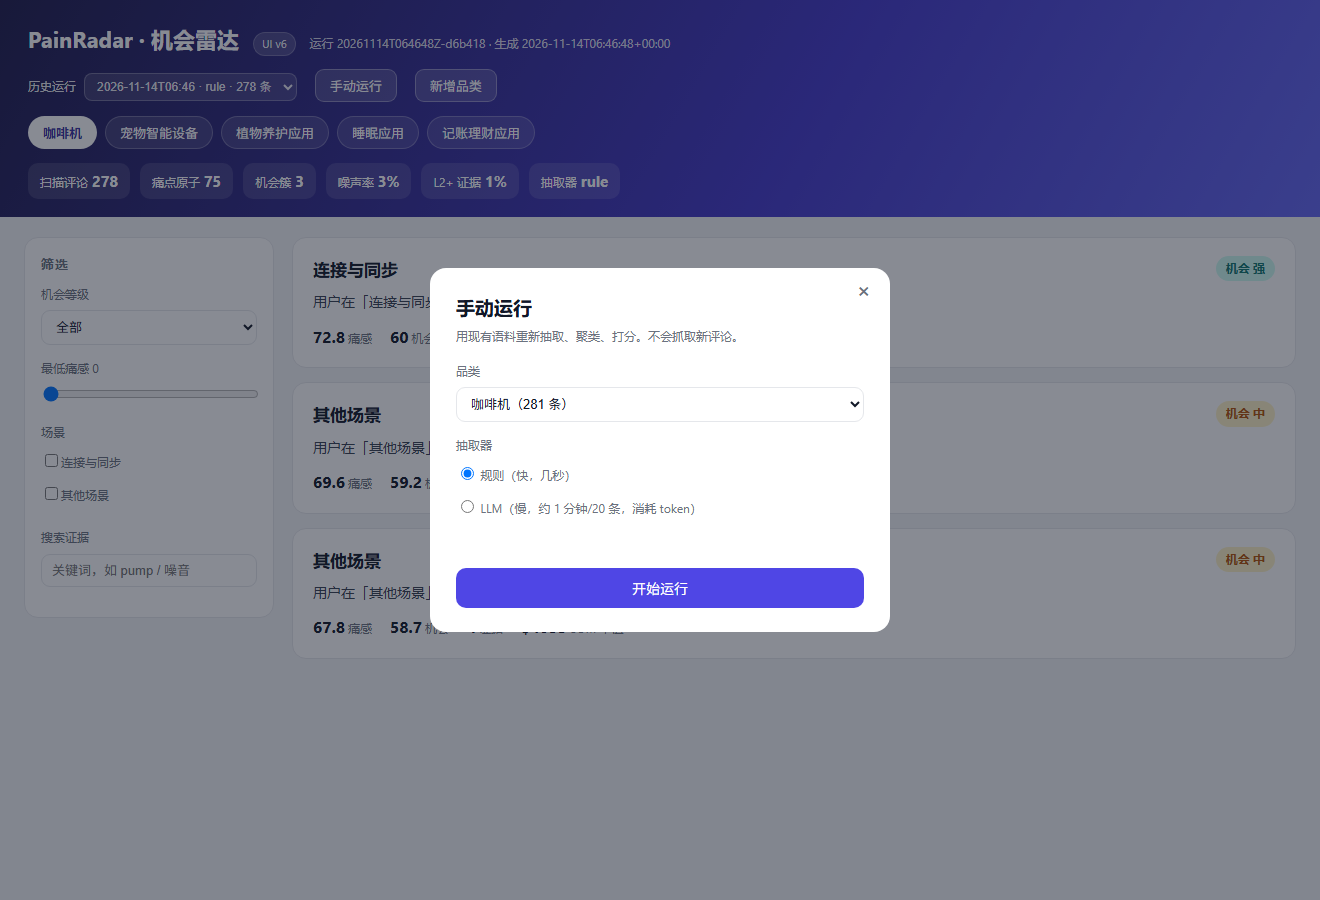 PainRadar · 机会雷达 UI v6 运行 20261114T064648Z-d6b418 · 生成 2026-11-14T06:46:48+00:00
历史运行 2026-11-14T06:46 · rule · 278 条 手动运行 新增品类
咖啡机 宠物智能设备 植物养护应用 睡眠应用 记账理财应用
扫描评论 278 痛点原子 75 机会簇 3 噪声率 3% L2+ 证据 1% 抽取器 rule
筛选
机会等级
全部
最低痛感 0
场景
连接与同步
其他场景
搜索证据
关键词，如 pump / 噪音
连接与同步 机会 强
用户在「连接与同步
72.8 痛感 60
其他场景 机会 中
用户在「其他场景」
69.6 痛感 59.2
其他场景 机会 中
用户在「其他场景」
67.8 痛感 58.7
×
手动运行
用现有语料重新抽取、聚类、打分。不会抓取新评论。
品类
咖啡机（281 条）
抽取器
规则（快，几秒）
LLM（慢，约 1 分钟/20 条，消耗 token）
开始运行